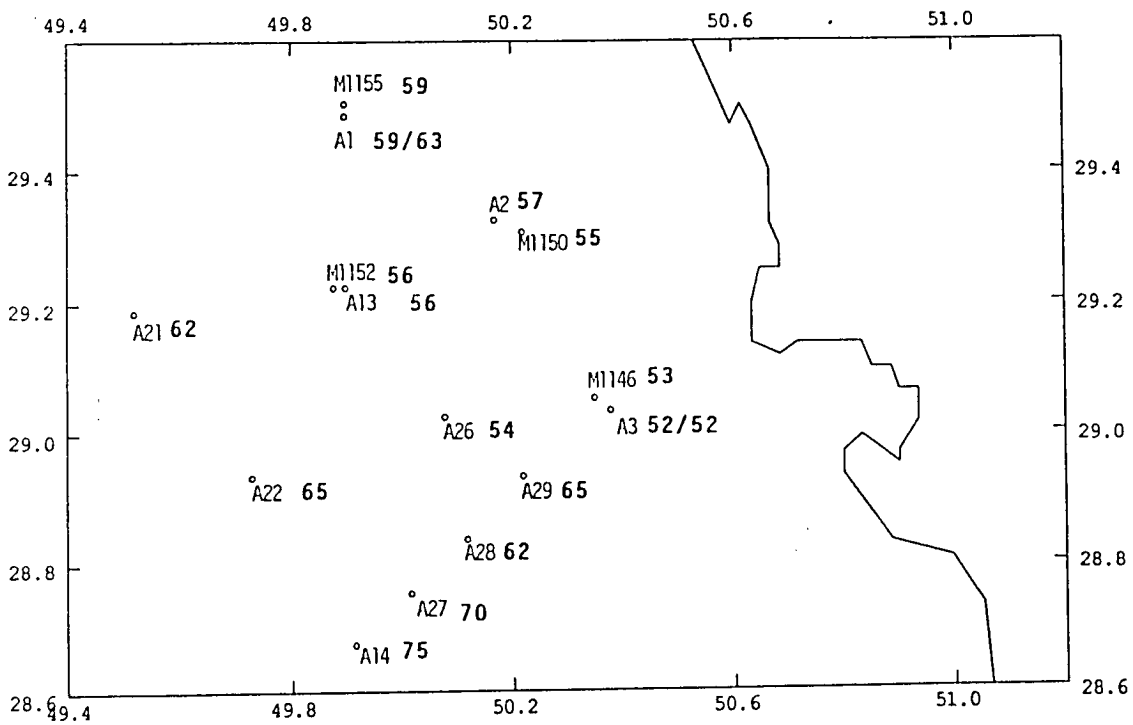 49.4 49.8 50.2 50.6 51.0
M1155 59
A1 59/63
29.4 29.4
A2 57
M1150 55
M1152 56
A13 56
29.2 29.2
A21 62
M1146 53
A3 52/52
A26 54
29.0 29.0
A22 65
A29 65
A28 62
28.8 28.8
A27 70
A14 75
28.6 28.6
49.4 49.8 50.2 50.6 51.0